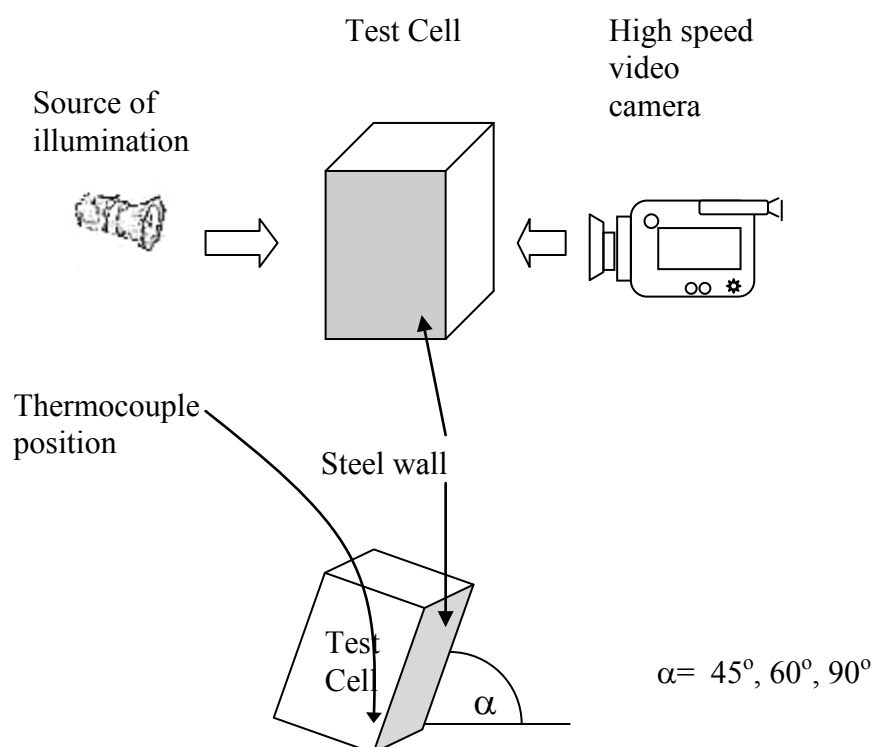 Test Cell
High speed
video
camera
Source of
illumination
Thermocouple
position
Steel wall
Test
Cell
α
α= 45º, 60º, 90º